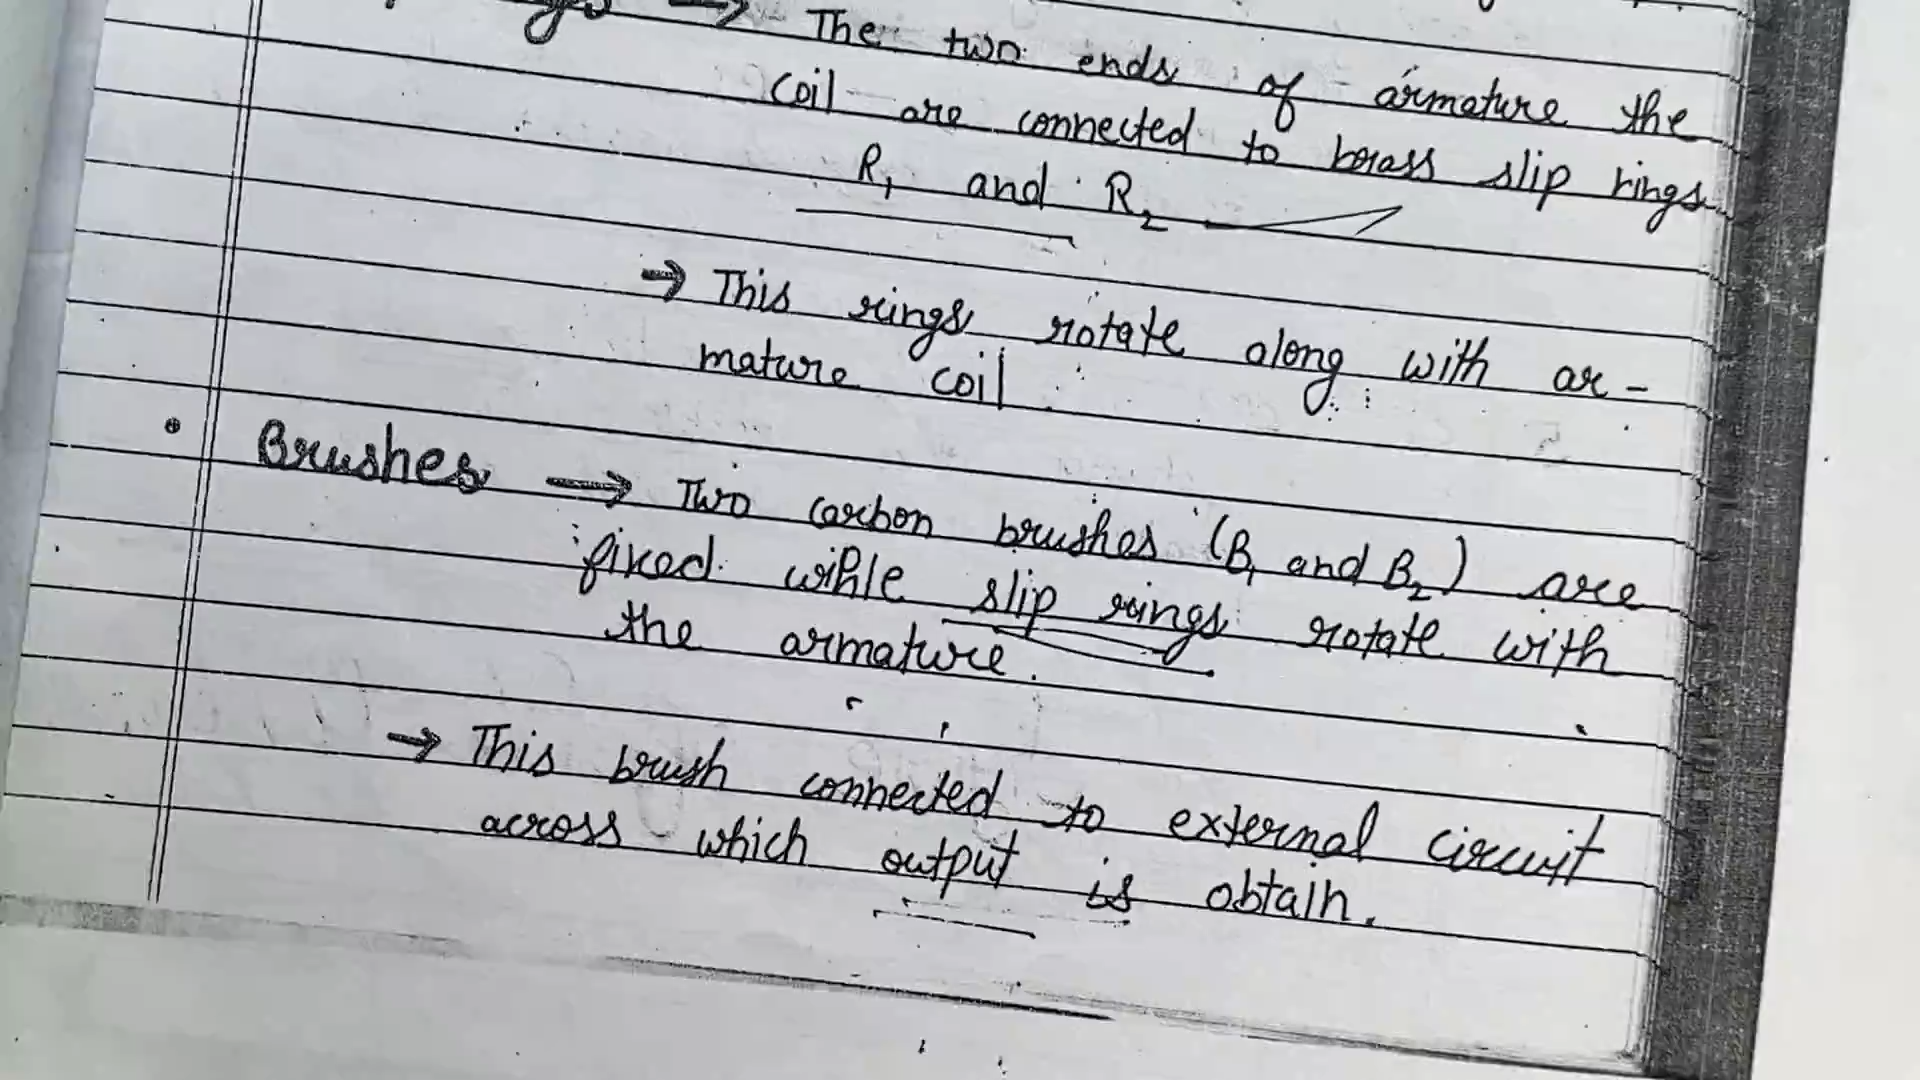 → The two ends of armature the
coil are connected to brass slip rings
R₁ and R₂
→ This rings rotate along with ar-
mature coil
• Brushes → Two carbon brushes (B₁ and B₂) are
fixed wihle slip rings rotate with
the armature.
→ This brush connected to external circuit
across which output is obtain.